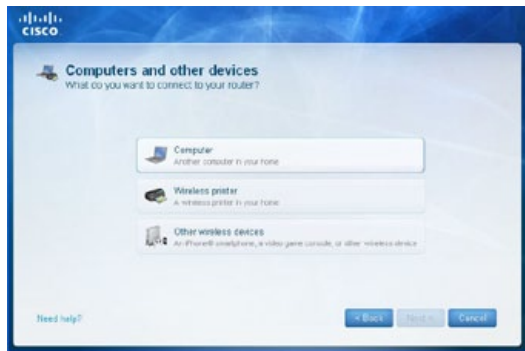 CISCO
Computers and other devices
What do you want to connect to your router?
Computer
Another computer in your home
Wireless printer
A wireless printer in your home
Other wireless devices
An iPhone® smartphone, a video game console, or other wireless device
Need help?
< Back Next > Cancel